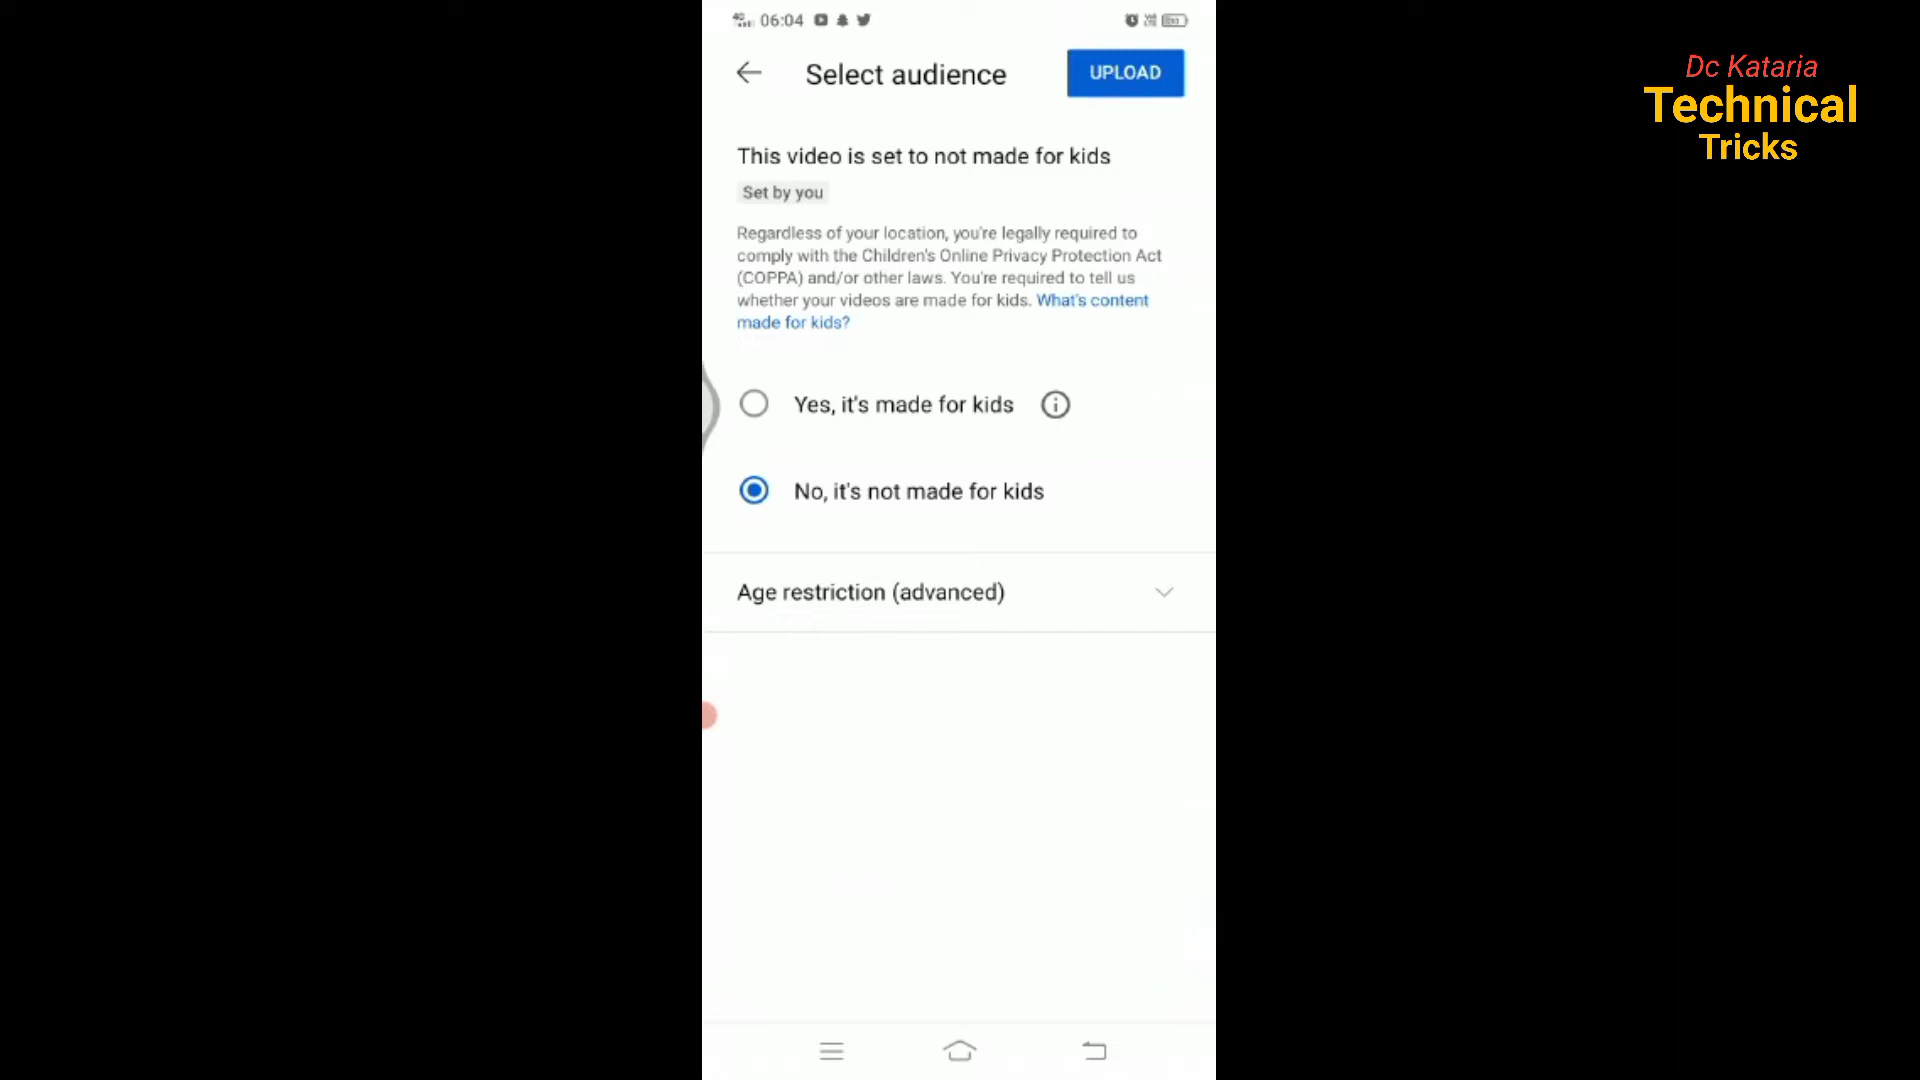 06:04
Select audience
UPLOAD
This video is set to not made for kids
Set by you
Regardless of your location, you're legally required to
comply with the Children's Online Privacy Protection Act
(COPPA) and/or other laws. You're required to tell us
whether your videos are made for kids. What's content
made for kids?
Yes, it's made for kids
No, it's not made for kids
Age restriction (advanced)
Dc Kataria
Technical
Tricks